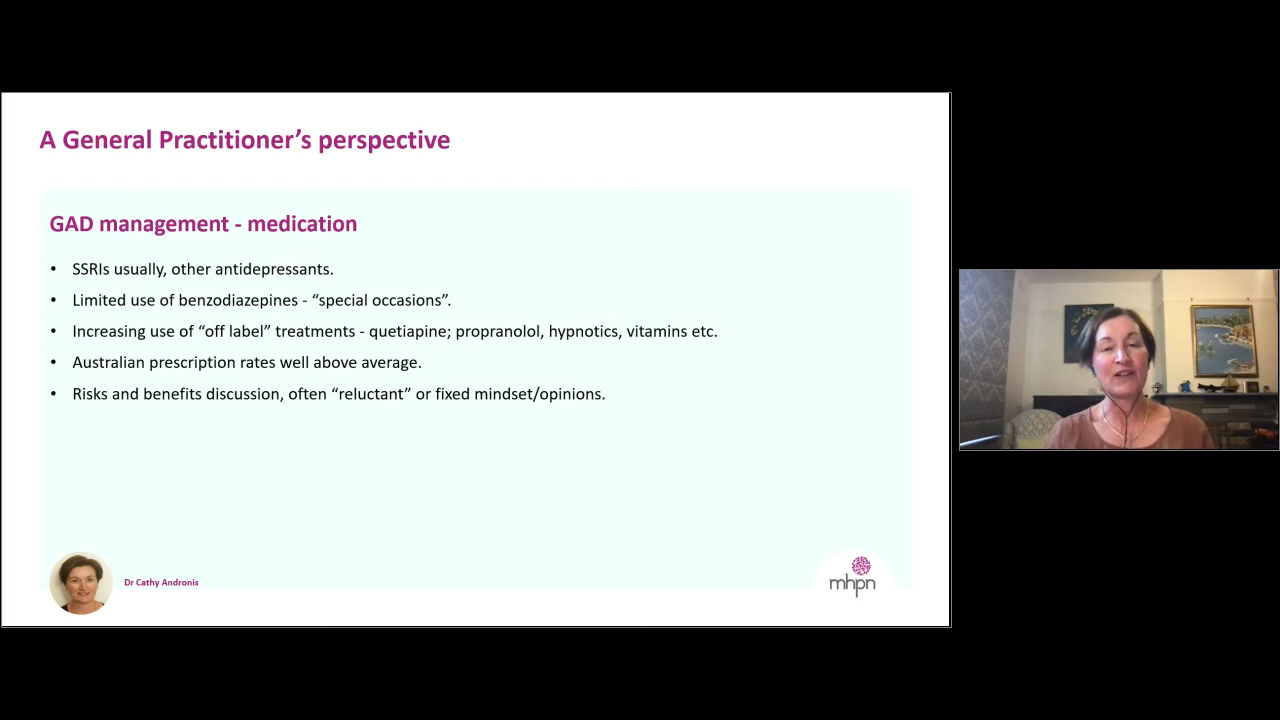 A General Practitioner’s perspective
GAD management - medication
• SSRIs usually, other antidepressants.
• Limited use of benzodiazepines - “special occasions”.
• Increasing use of “off label” treatments - quetiapine; propranolol, hypnotics, vitamins etc.
• Australian prescription rates well above average.
• Risks and benefits discussion, often “reluctant” or fixed mindset/opinions.
Dr Cathy Andronis
mhpn